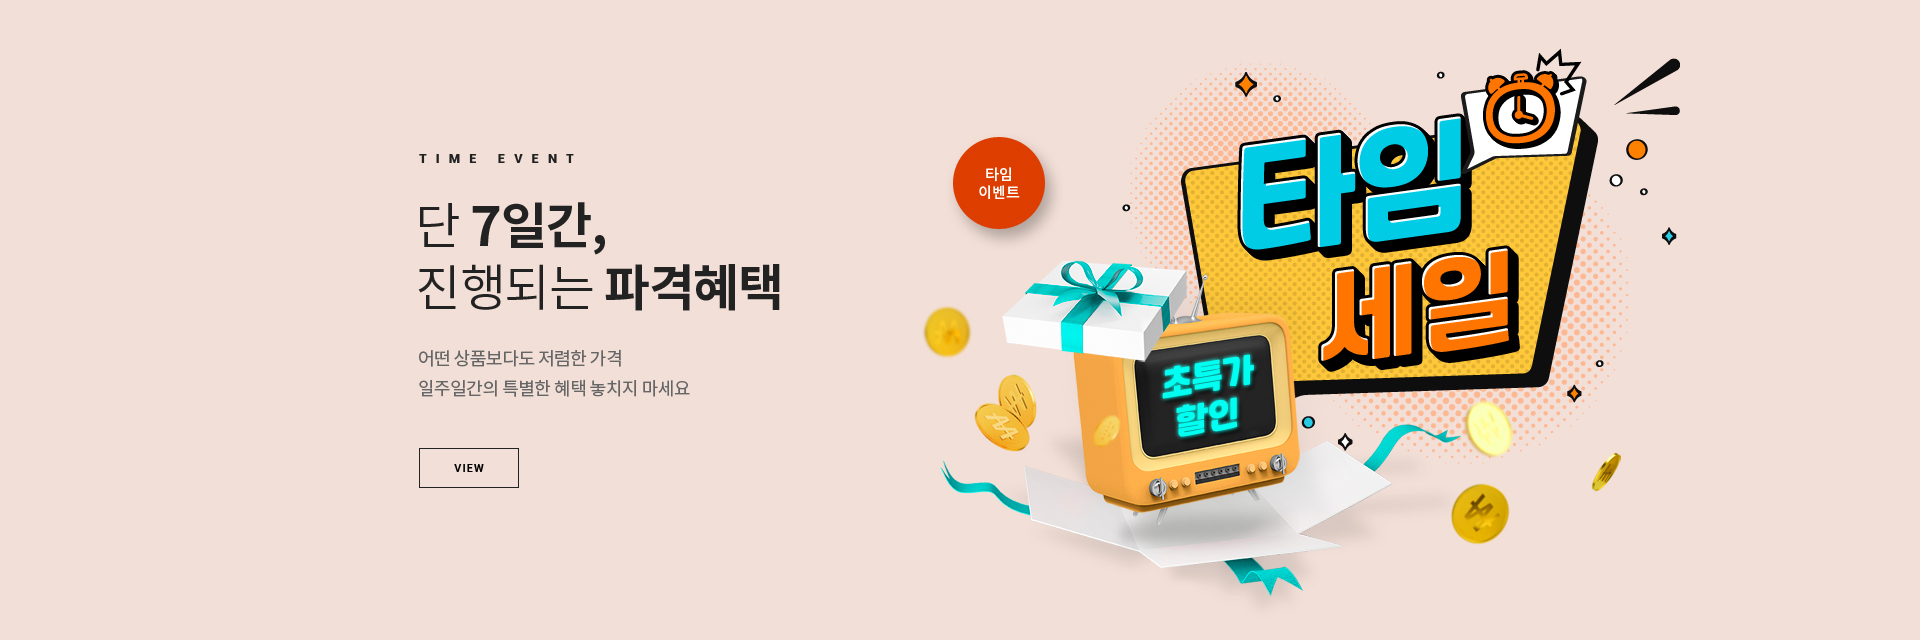 TIME EVENT
단 7일간,
진행되는 파격혜택
어떤 상품보다도 저렴한 가격
일주일간의 특별한 혜택 놓치지 마세요
VIEW
타임
이벤트
타임
세일
초특가
할인